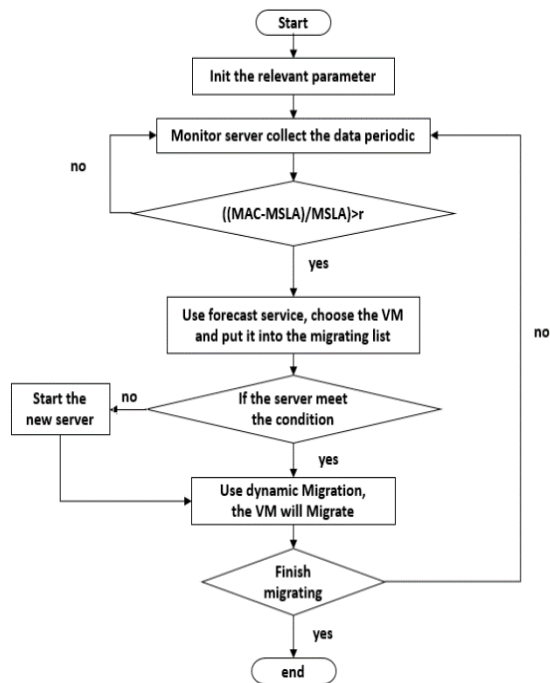 Start
Init the relevant parameter
Monitor server collect the data periodic
no
((MAC-MSLA)/MSLA)>r
yes
Use forecast service, choose the VM
and put it into the migrating list
no
Start the
new server
no
If the server meet
the condition
yes
Use dynamic Migration,
the VM will Migrate
Finish
migrating
yes
end